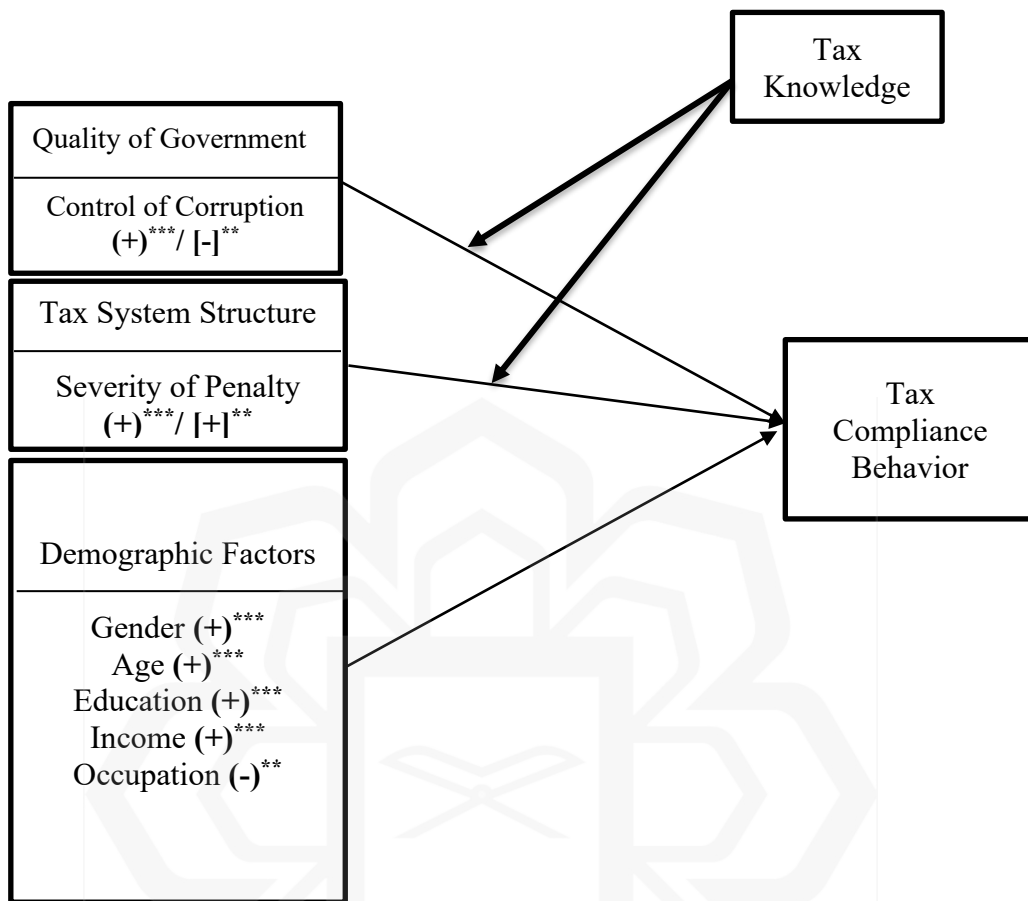 Tax
Knowledge
Quality of Government
Control of Corruption
(+)***/ [-]**
Tax System Structure
Severity of Penalty
(+)***/ [+]**
Tax
Compliance
Behavior
Demographic Factors
Gender (+)***
Age (+)***
Education (+)***
Income (+)***
Occupation (-)**